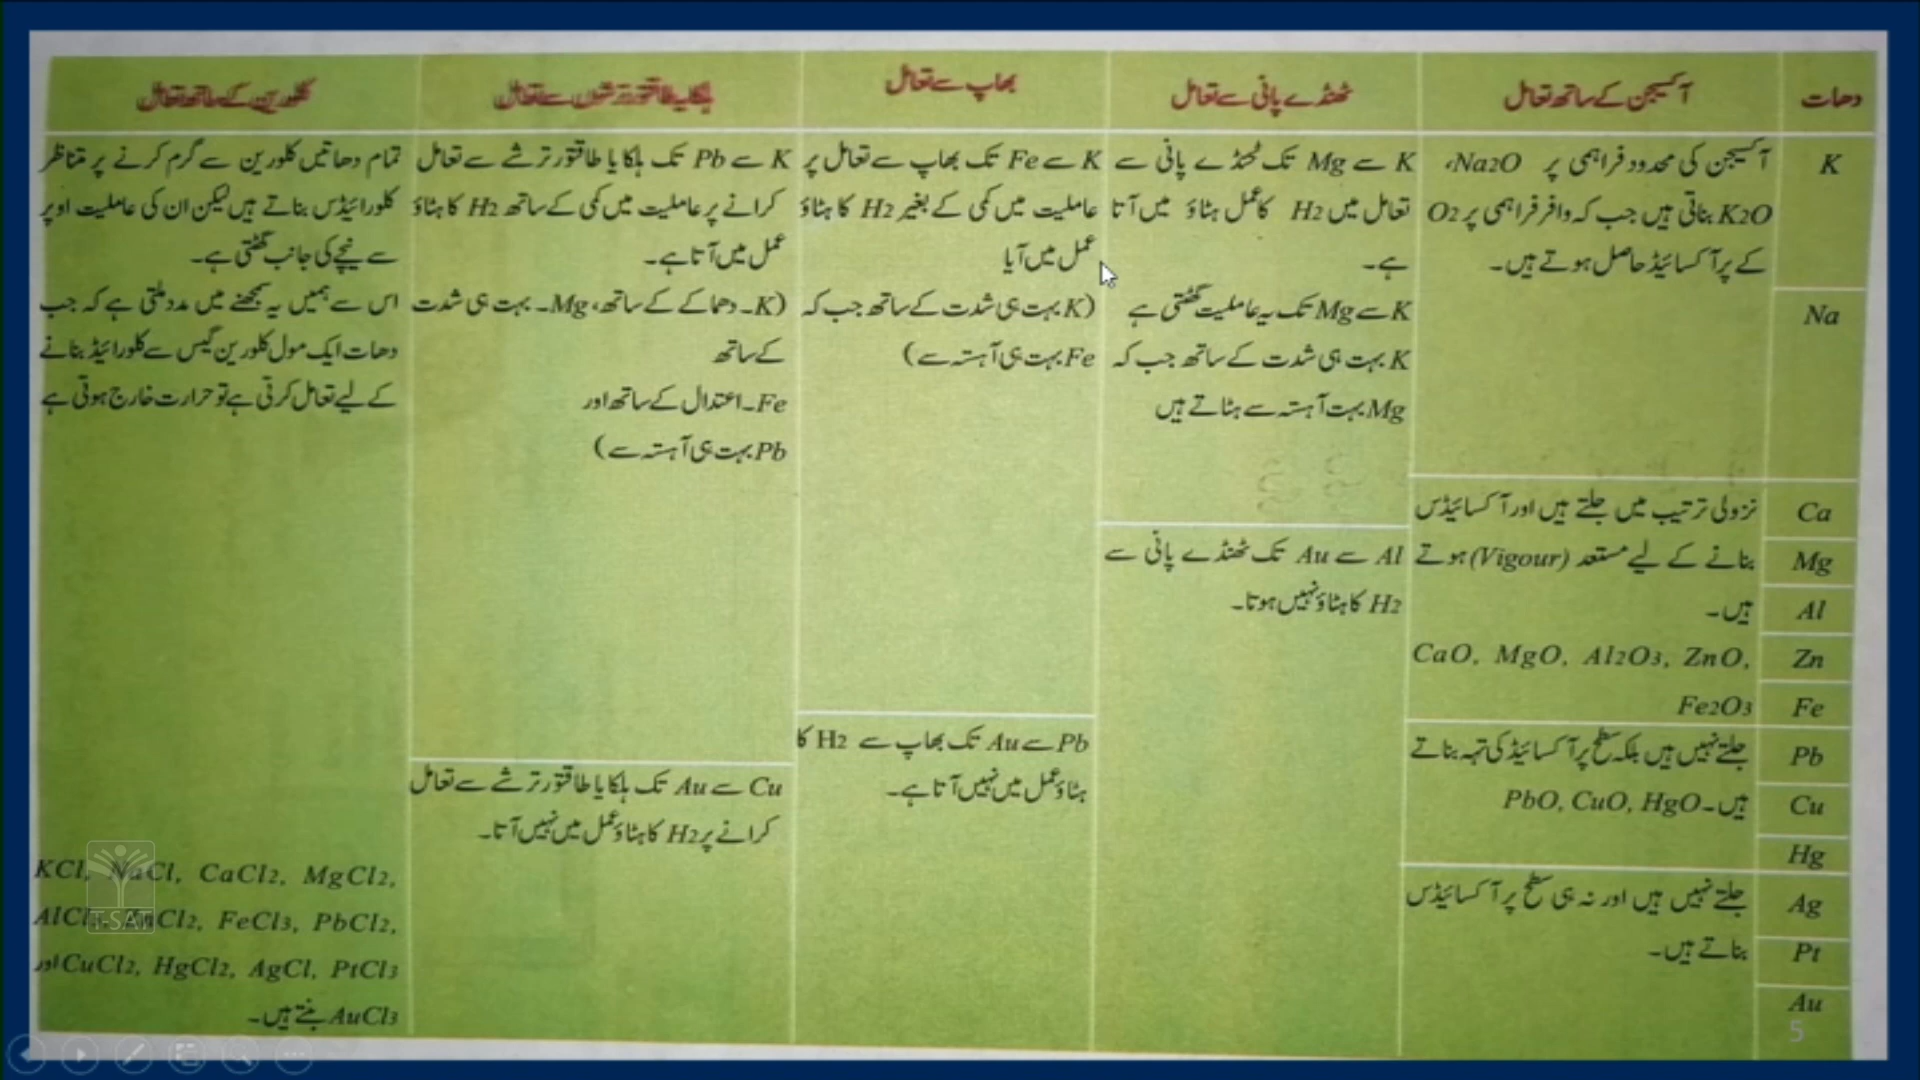 دھات
آکسیجن کے ساتھ تعامل
ٹھنڈے پانی سے تعامل
بھاپ سے تعامل
ہلکے یا طاقتور ترشوں سے تعامل
کلورین کے ساتھ تعامل
K
Na
Ca
Mg
Al
Zn
Fe
Pb
Cu
Hg
Ag
Pt
Au
آکسیجن کی محدود فراہمی پر Na2O،
K2O بناتی ہیں جب کہ وافر فراہمی پر O2
کے پر آکسائیڈ حاصل ہوتے ہیں۔
نزولی ترتیب میں جلتے ہیں اور آکسائیڈس
بنانے کے لیے مستعد (Vigour) ہوتے
ہیں۔
CaO, MgO, Al2O3, ZnO,
Fe2O3
جلتے نہیں ہیں بلکہ سطح پر آکسائیڈ کی تہہ بناتے
ہیں۔ PbO, CuO, HgO
جلتے نہیں ہیں اور نہ ہی سطح پر آکسائیڈس
بناتے ہیں۔
K سے Mg تک ٹھنڈے پانی سے
تعامل میں H2 کا عمل ہٹاؤ میں آتا
ہے۔
K سے Mg تک یہ عاملیت گھٹتی ہے
K بہت ہی شدت کے ساتھ جب کہ
Mg بہت آہستہ سے ہٹاتے ہیں
Al سے Au تک ٹھنڈے پانی سے
H2 کا ہٹاؤ نہیں ہوتا۔
K سے Fe تک بھاپ سے تعامل پر
عاملیت میں کمی کے بغیر H2 کا ہٹاؤ
عمل میں آیا
(K بہت ہی شدت کے ساتھ جب کہ
Fe بہت ہی آہستہ سے)
Pb سے Au تک بھاپ سے H2 کا
ہٹاؤ عمل میں نہیں آتا ہے۔
K سے Pb تک ہلکا یا طاقتور ترشے سے تعامل
کرانے پر عاملیت میں کمی کے ساتھ H2 کا ہٹاؤ
عمل میں آتا ہے۔
(K۔ دھماکے کے ساتھ، Mg۔ بہت ہی شدت
کے ساتھ
Fe۔ اعتدال کے ساتھ اور
Pb بہت ہی آہستہ سے)
Cu سے Au تک ہلکا یا طاقتور ترشے سے تعامل
کرانے پر H2 کا ہٹاؤ عمل میں نہیں آتا۔
تمام دھاتیں کلورین سے گرم کرنے پر متناظر
کلورائیڈس بناتے ہیں لیکن ان کی عاملیت اوپر
سے نیچے کی جانب گھٹتی ہے۔
اس سے ہمیں یہ سمجھنے میں مدد ملتی ہے کہ جب
دھات ایک مول کلورین گیس سے کلورائیڈ بنانے
کے لیے تعامل کرتی ہے تو حرارت خارج ہوتی ہے
KCl, NaCl, CaCl2, MgCl2,
ZnCl2, FeCl3, PbCl2,
CuCl2, HgCl2, AgCl, PtCl3 اور
AuCl3 بنتے ہیں۔
T-SAT
5